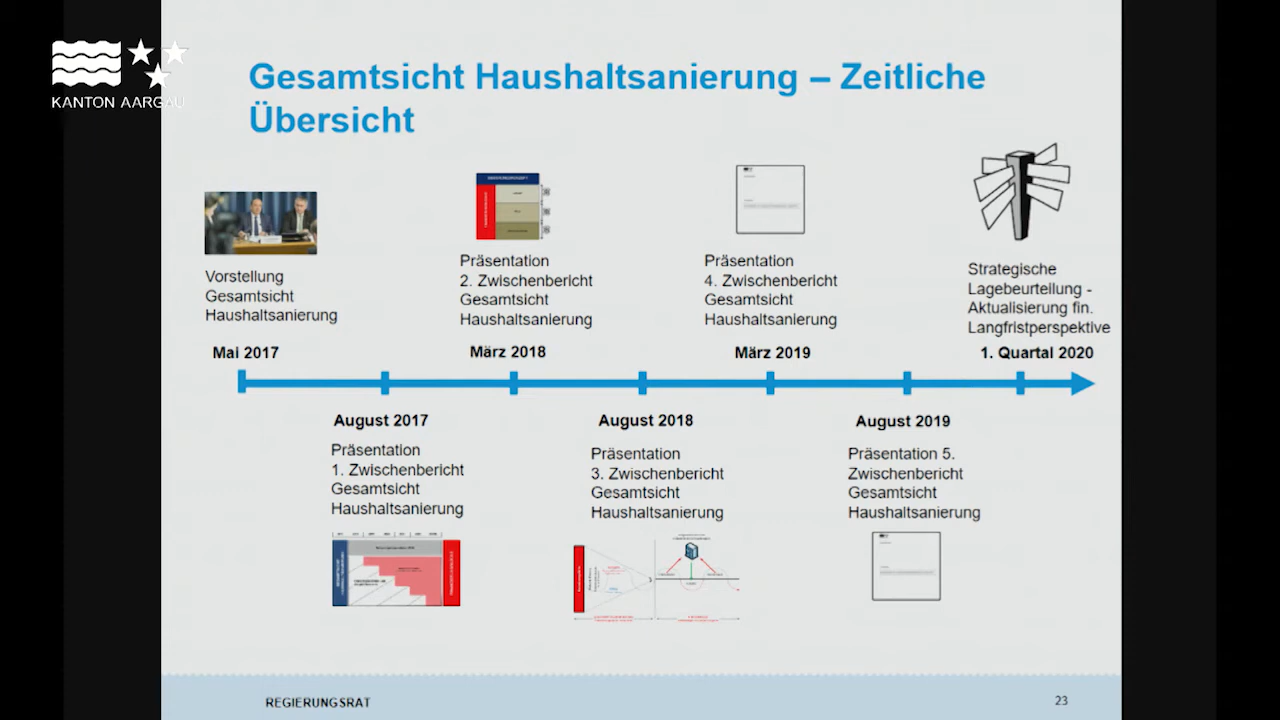 KANTON AARGAU
Gesamtsicht Haushaltsanierung – Zeitliche
Übersicht
Vorstellung
Gesamtsicht
Haushaltsanierung
Mai 2017
Präsentation
2. Zwischenbericht
Gesamtsicht
Haushaltsanierung
März 2018
Präsentation
4. Zwischenbericht
Gesamtsicht
Haushaltsanierung
März 2019
Strategische
Lagebeurteilung -
Aktualisierung fin.
Langfristperspektive
1. Quartal 2020
August 2017
Präsentation
1. Zwischenbericht
Gesamtsicht
Haushaltsanierung
August 2018
Präsentation
3. Zwischenbericht
Gesamtsicht
Haushaltsanierung
August 2019
Präsentation 5.
Zwischenbericht
Gesamtsicht
Haushaltsanierung
REGIERUNGSRAT
23